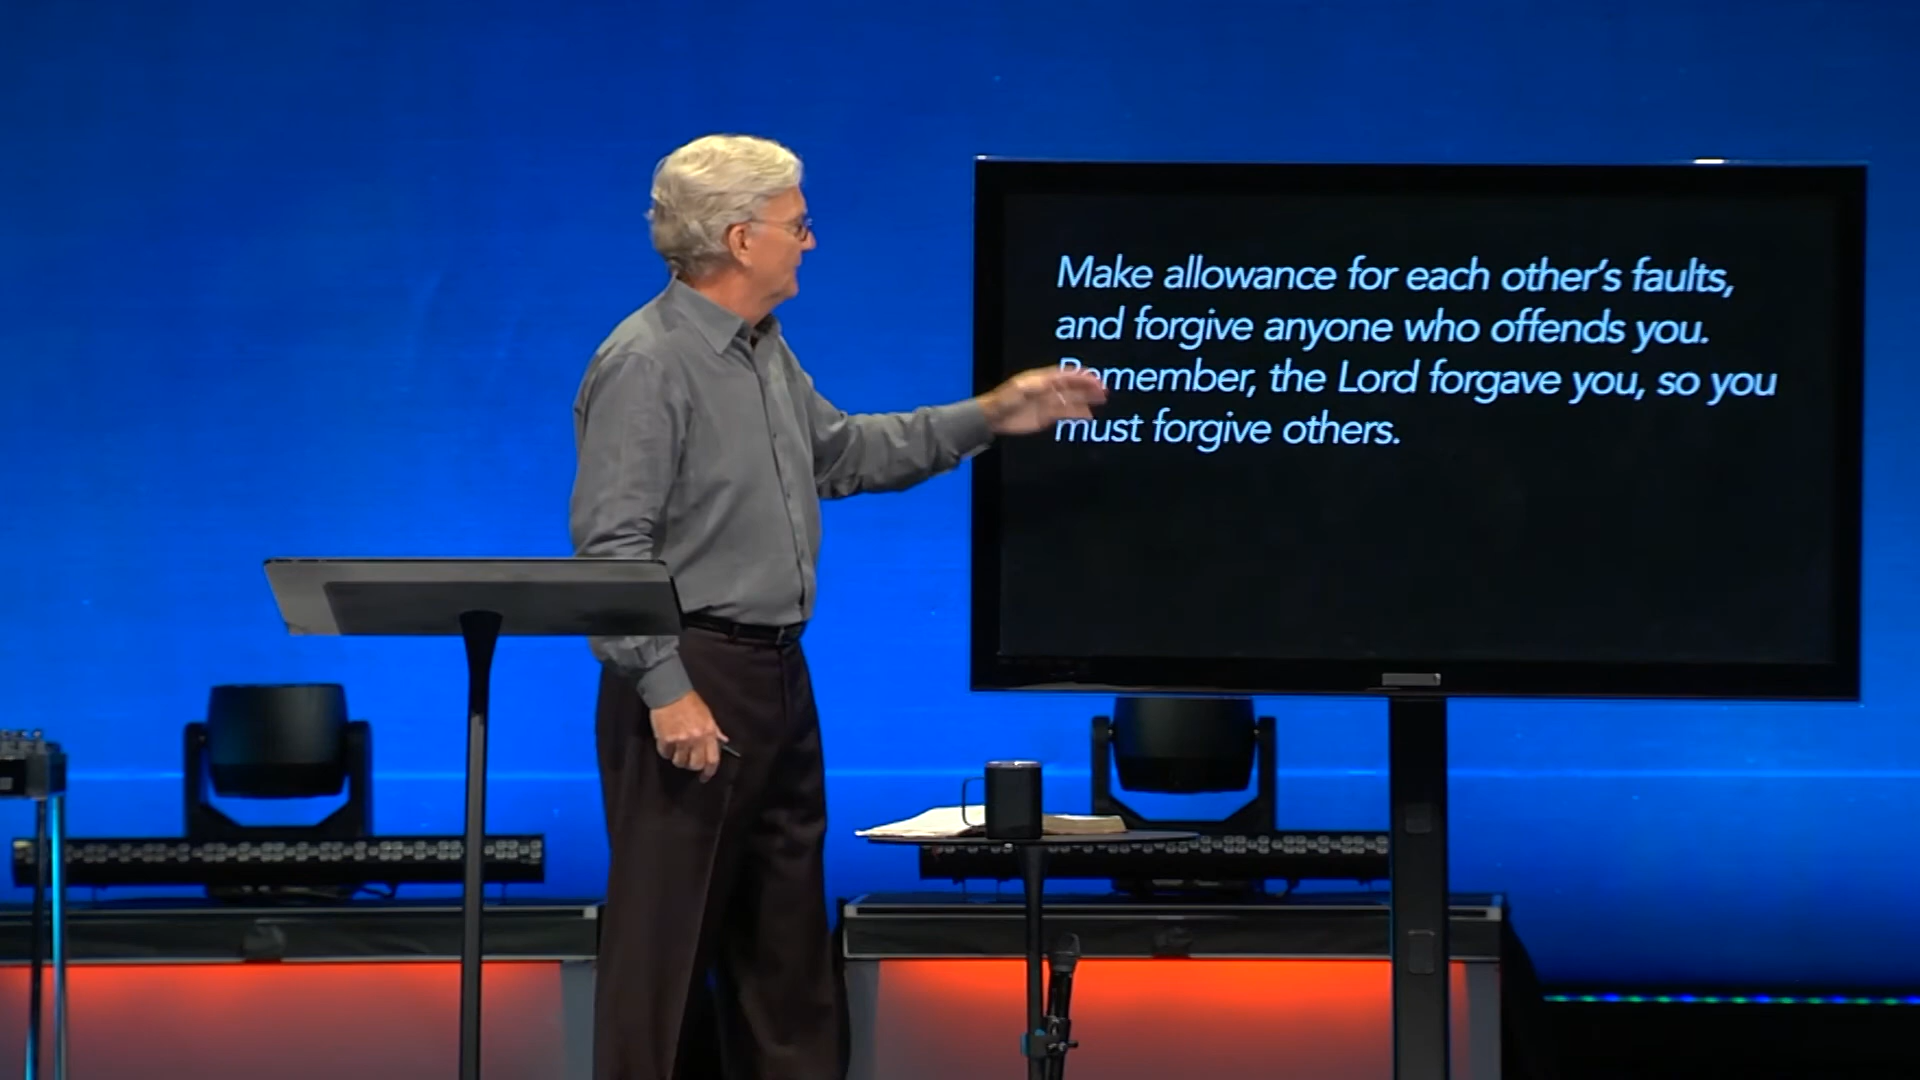 Make allowance for each other's faults,
and forgive anyone who offends you.
Remember, the Lord forgave you, so you
must forgive others.